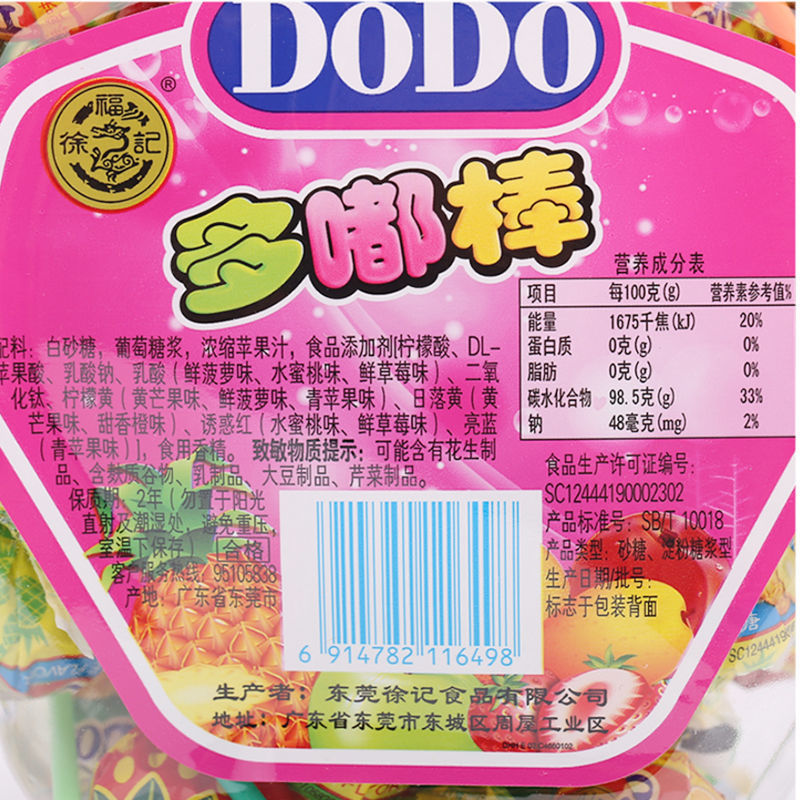 DODO
福
徐記
®
多嘟棒
营养成分表
项目 每100克(g) 营养素参考值%
能量 1675千焦(kJ) 20%
蛋白质 0克(g) 0%
脂肪 0克(g) 0%
碳水化合物 98.5克(g) 33%
钠 48毫克(mg) 2%
配料：白砂糖，葡萄糖浆，浓缩苹果汁，食品添加剂[柠檬酸、DL-
苹果酸、乳酸钠、乳酸（鲜菠萝味、水蜜桃味、鲜草莓味）、二氧
化钛、柠檬黄（黄芒果味、鲜菠萝味、青苹果味）、日落黄（黄
芒果味、甜香橙味）、诱惑红（水蜜桃味、鲜草莓味）、亮蓝
（青苹果味）]，食用香精。 致敏物质提示：可能含有花生制
品、含麸质谷物、乳制品、大豆制品、芹菜制品。
保质期：2年（勿置于阳光
直射及潮湿处，避免重压，
室温下保存） 合格
客户服务热线：95105838
产地：广东省东莞市
食品生产许可证编号：
SC12444190002302
产品标准号：SB/T 10018
产品类型：砂糖、淀粉糖浆型
生产日期/批号：
标志于包装背面
6 914782 116498
生产者：东莞徐记食品有限公司
地址：广东省东莞市东城区周屋工业区
SC1244419